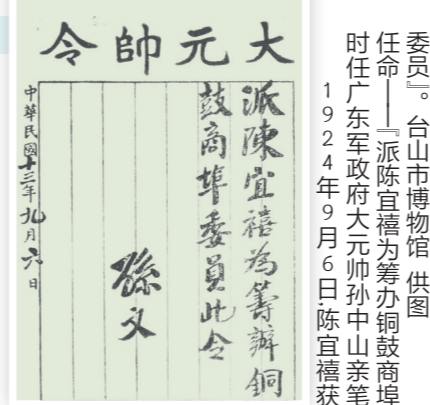 大元帥令
派陳宜禧為籌辦銅
鼓商埠委員此令
孫文
中華民國十三年九月六日
1924年9月6日，陈宜禧获
时任广东军政府大元帅孙中山亲笔
任命——『派陈宜禧为筹办铜鼓商埠
委员』。台山市博物馆 供图